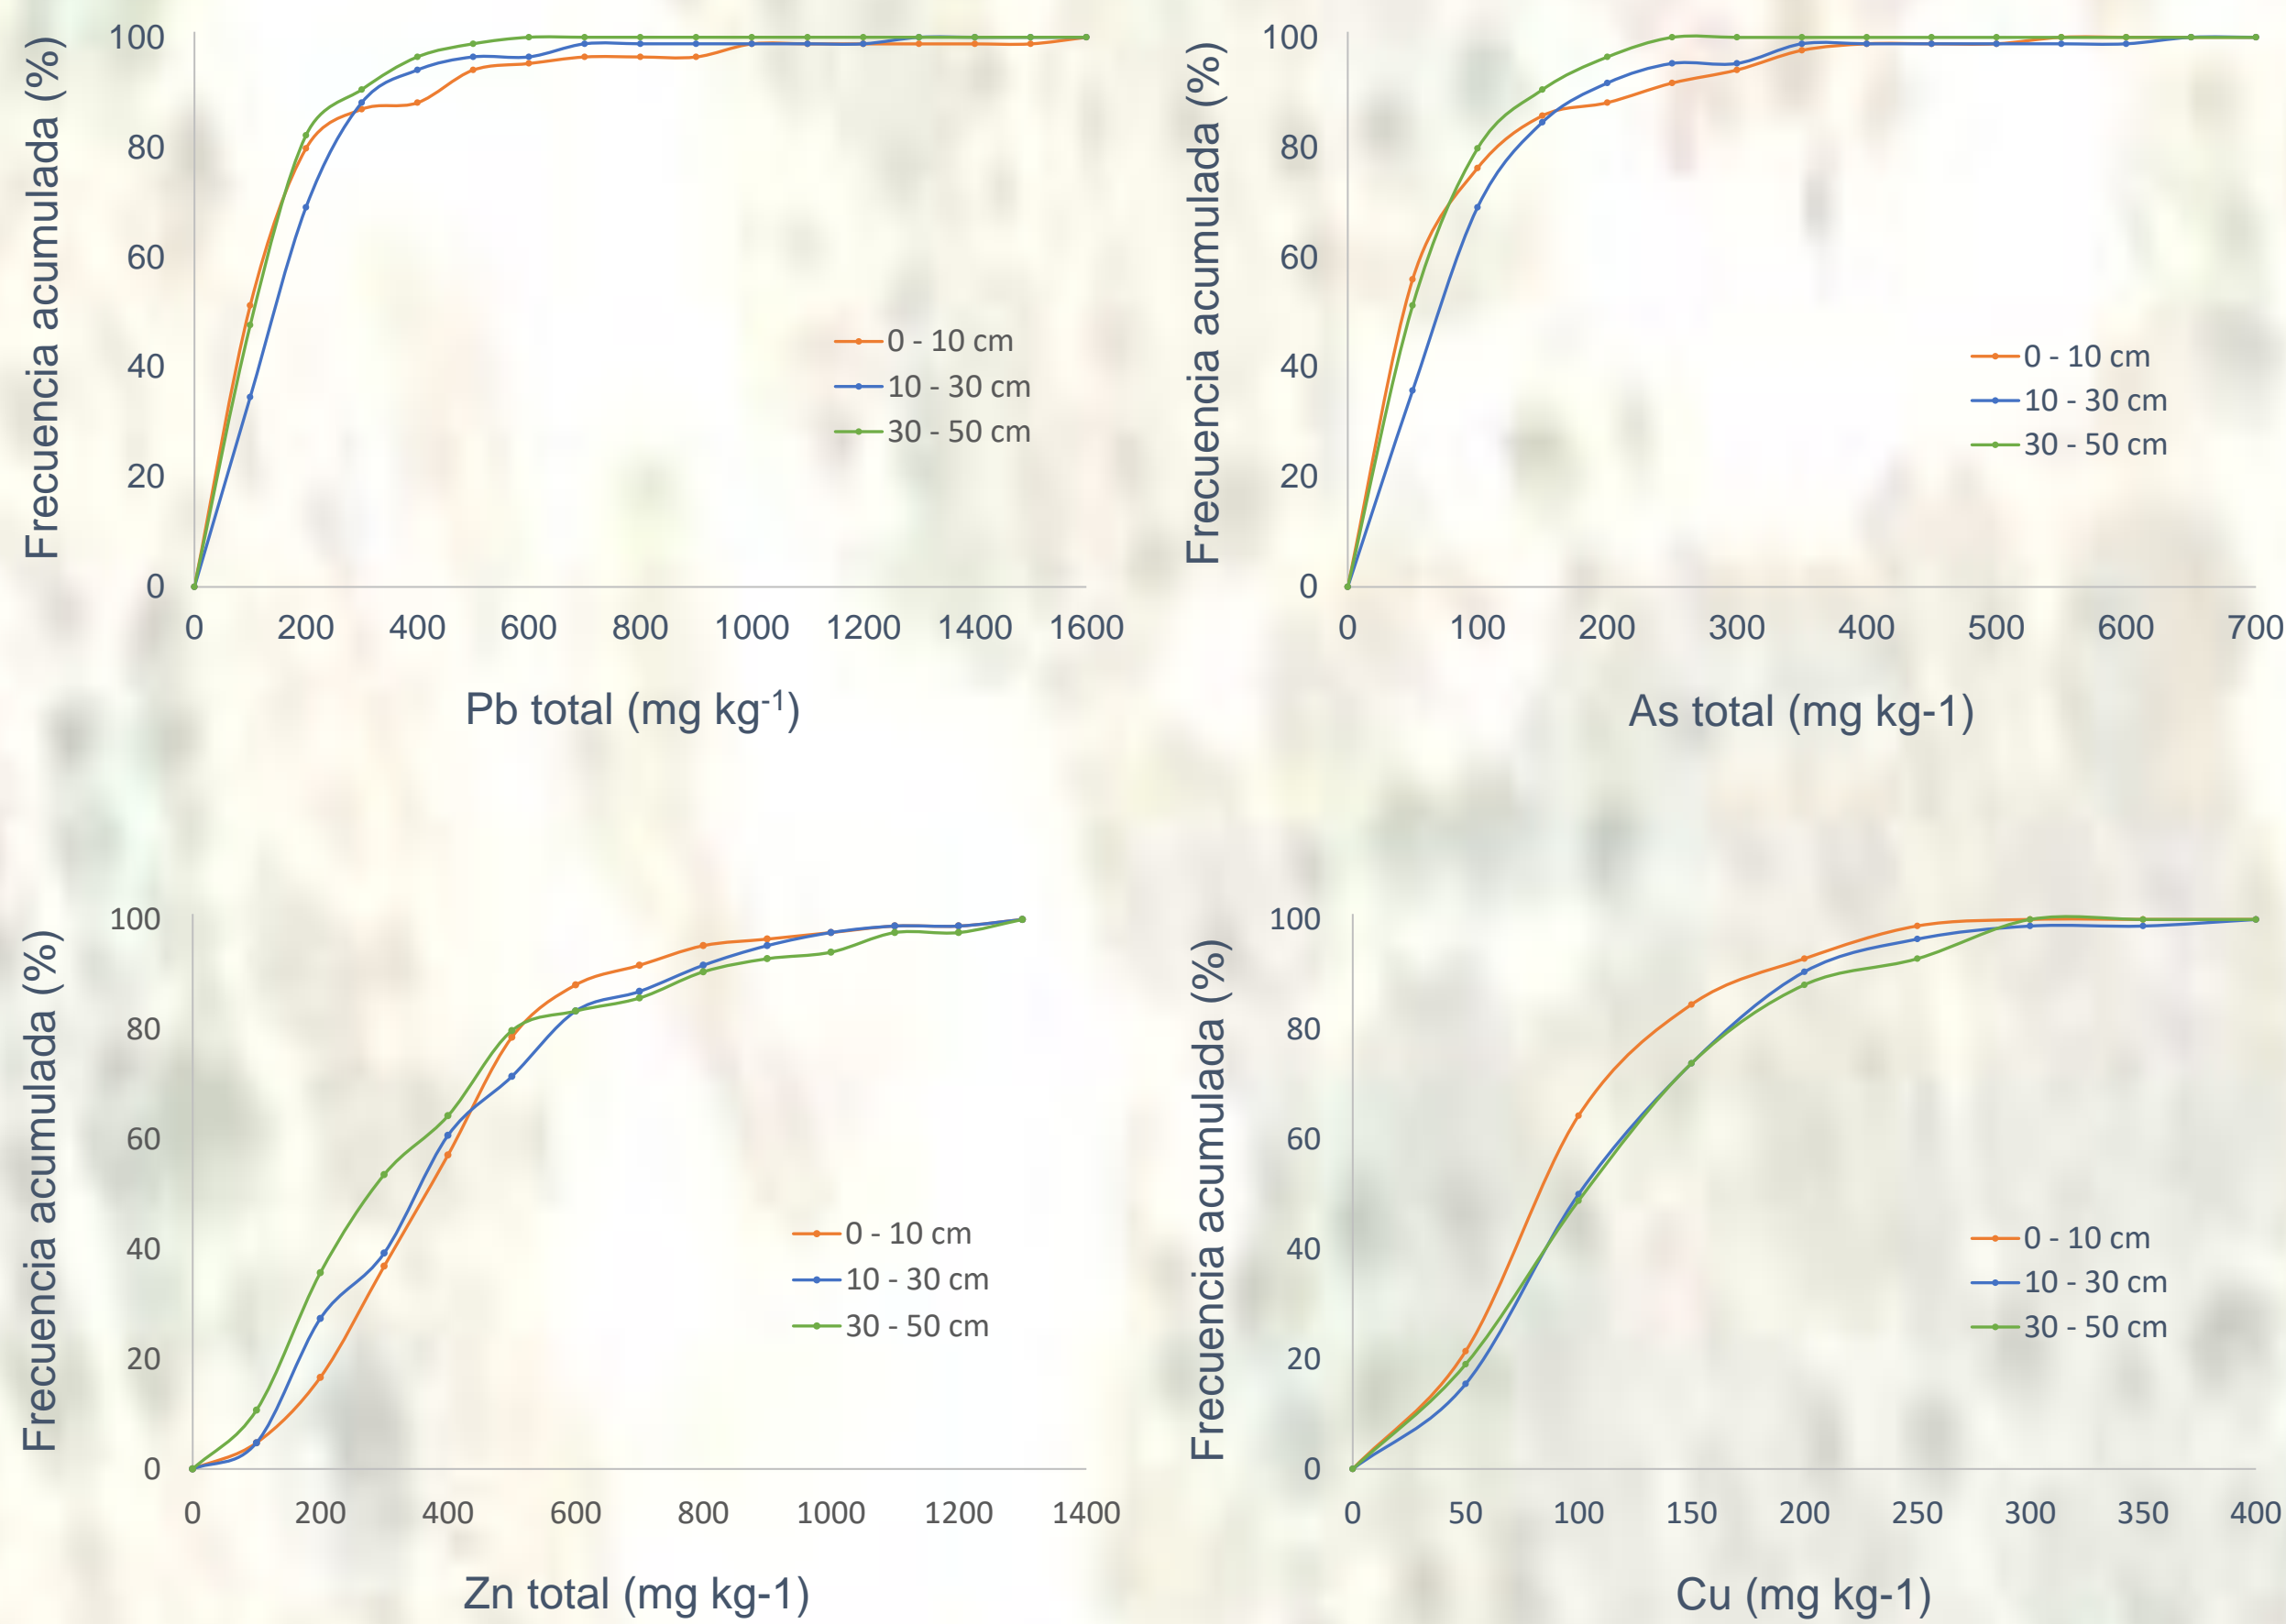 Frecuencia acumulada (%)
100
80
60
40
20
0
0 200 400 600 800 1000 1200 1400 1600
Pb total (mg kg⁻¹)
0 - 10 cm
10 - 30 cm
30 - 50 cm
Frecuencia acumulada (%)
100
80
60
40
20
0
0 100 200 300 400 500 600 700
As total (mg kg-1)
0 - 10 cm
10 - 30 cm
30 - 50 cm
Frecuencia acumulada (%)
100
80
60
40
20
0
0 200 400 600 800 1000 1200 1400
Zn total (mg kg-1)
0 - 10 cm
10 - 30 cm
30 - 50 cm
Frecuencia acumulada (%)
100
80
60
40
20
0
0 50 100 150 200 250 300 350 400
Cu (mg kg-1)
0 - 10 cm
10 - 30 cm
30 - 50 cm